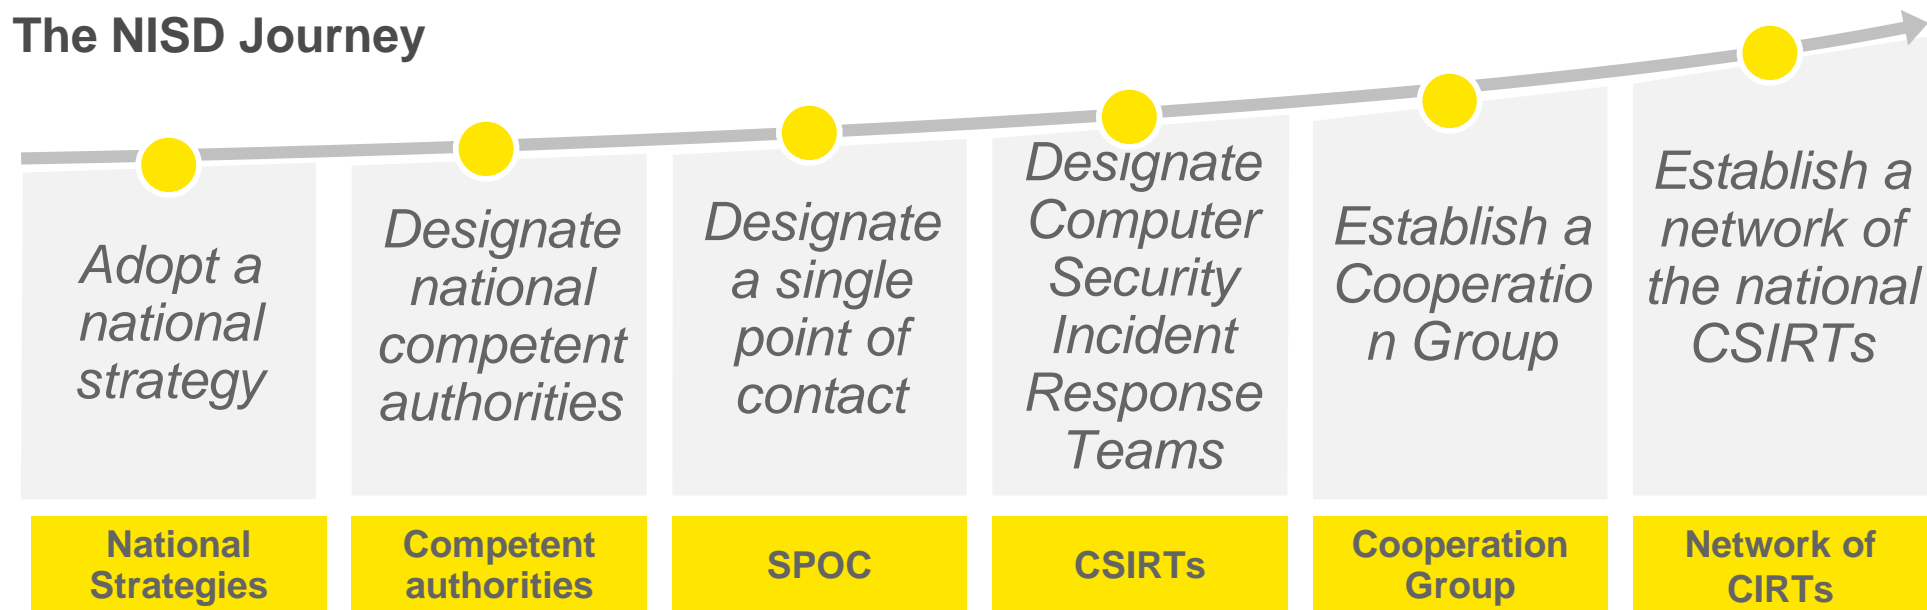 The NISD Journey
Adopt a
national
strategy
Designate
national
competent
authorities
Designate
a single
point of
contact
Designate
Computer
Security
Incident
Response
Teams
Establish a
Cooperatio
n Group
Establish a
network of
the national
CSIRTs
National
Strategies
Competent
authorities
SPOC
CSIRTs
Cooperation
Group
Network of
CIRTs